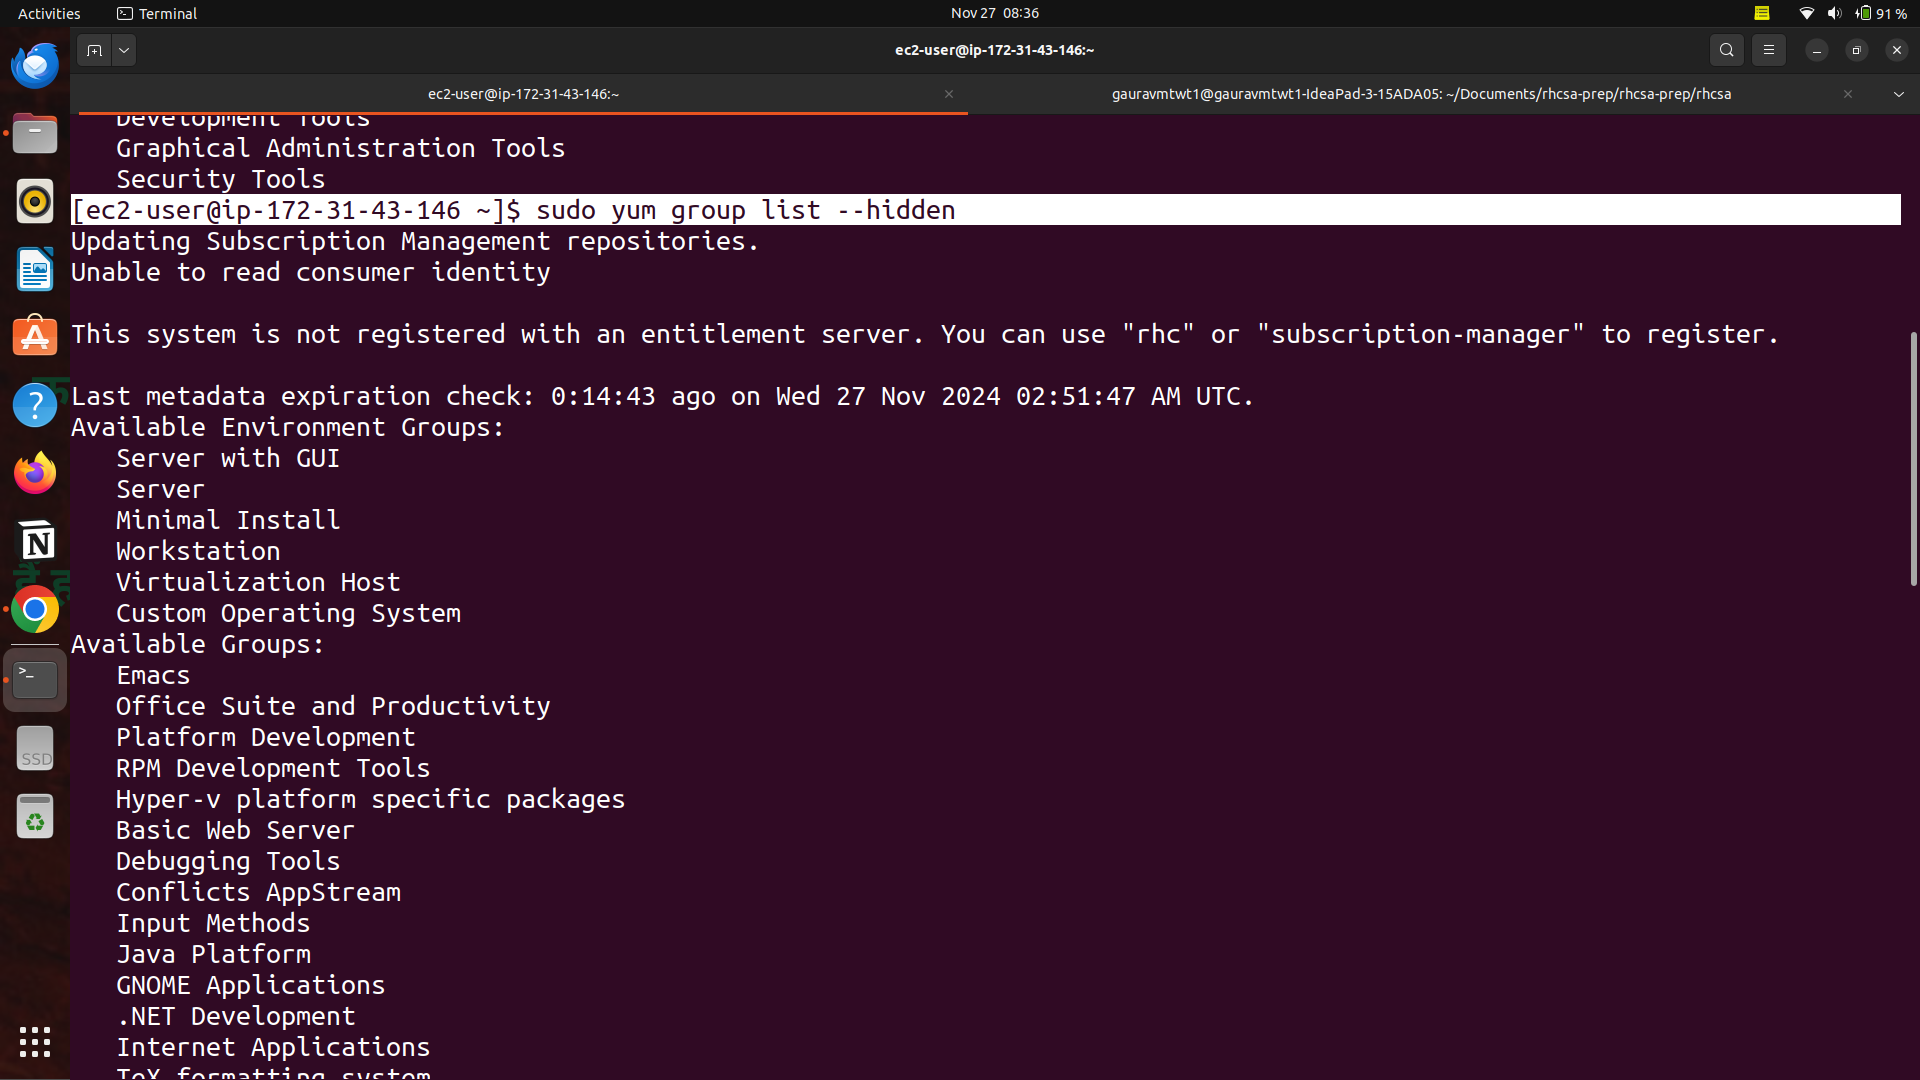 Activities
Terminal
Nov 27 08:36
91 %
ec2-user@ip-172-31-43-146:~
ec2-user@ip-172-31-43-146:~
gauravmtwt1@gauravmtwt1-IdeaPad-3-15ADA05: ~/Documents/rhcsa-prep/rhcsa-prep/rhcsa
Development Tools
Graphical Administration Tools
Security Tools
[ec2-user@ip-172-31-43-146 ~]$ sudo yum group list --hidden
Updating Subscription Management repositories.
Unable to read consumer identity
This system is not registered with an entitlement server. You can use "rhc" or "subscription-manager" to register.
Last metadata expiration check: 0:14:43 ago on Wed 27 Nov 2024 02:51:47 AM UTC.
Available Environment Groups:
Server with GUI
Server
Minimal Install
Workstation
Virtualization Host
Custom Operating System
Available Groups:
Emacs
Office Suite and Productivity
Platform Development
RPM Development Tools
Hyper-v platform specific packages
Basic Web Server
Debugging Tools
Conflicts AppStream
Input Methods
Java Platform
GNOME Applications
.NET Development
Internet Applications
TeX formatting system
SSD